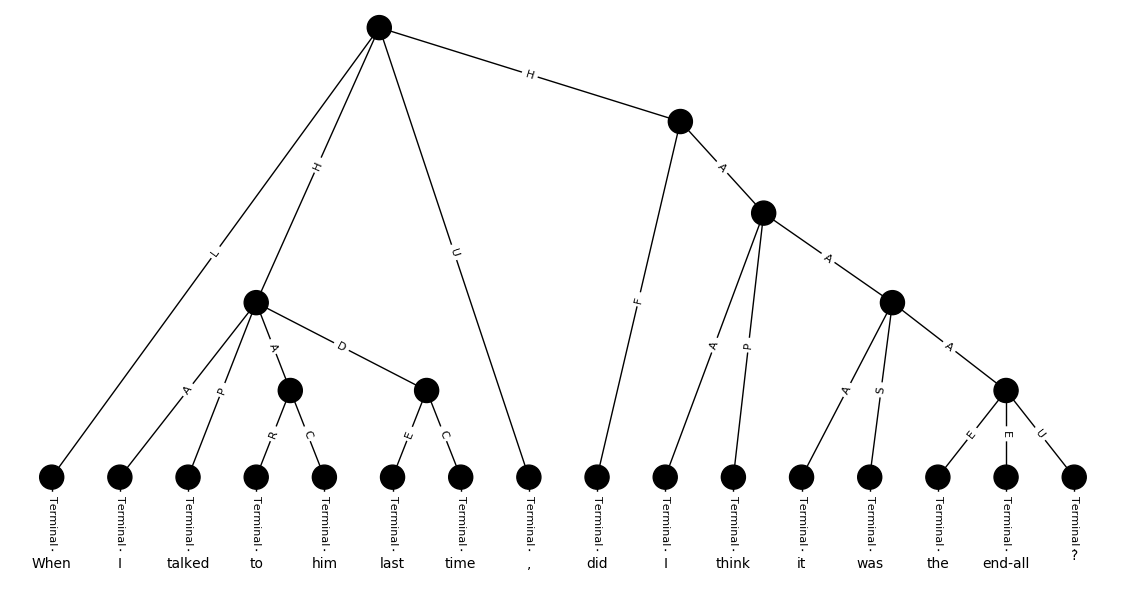 H
A
H
L
U
A
F
A
A
P
A
D
A
A
P
A
S
R
C
E
C
E
E
U
Terminal Terminal Terminal Terminal Terminal Terminal Terminal Terminal Terminal Terminal Terminal Terminal Terminal Terminal Terminal Terminal
When I talked to him last time , did I think it was the end-all ?